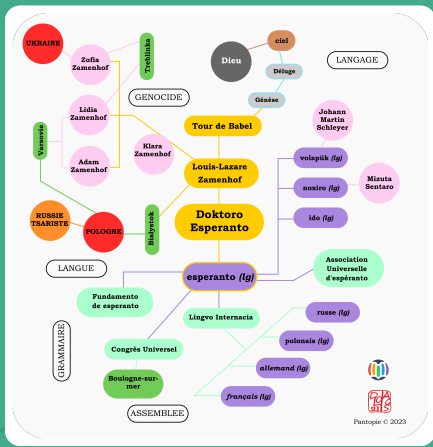 UKRAINE
Zofia
Zamenhof
Treblinka
Dieu
ciel
Déluge
Génèse
LANGAGE
GENOCIDE
Lidia
Zamenhof
Tour de Babel
Johann
Martin
Schleyer
Varsovie
Adam
Zamenhof
Klara
Zamenhof
Louis-Lazare
Zamenhof
volapük (lg)
noxiro (lg)
Mizuta
Sentaro
ido (lg)
RUSSIE
TSARISTE
POLOGNE
Bialystok
Doktoro
Esperanto
LANGUE
esperanto (lg)
Association
Universelle
d'espéranto
Fundamento
de esperanto
Lingvo Internacia
russe (lg)
GRAMMAIRE
Congrès Universel
polonais (lg)
Boulogne-sur-
mer
allemand (lg)
français (lg)
ASSEMBLEE
Pantopie © 2023